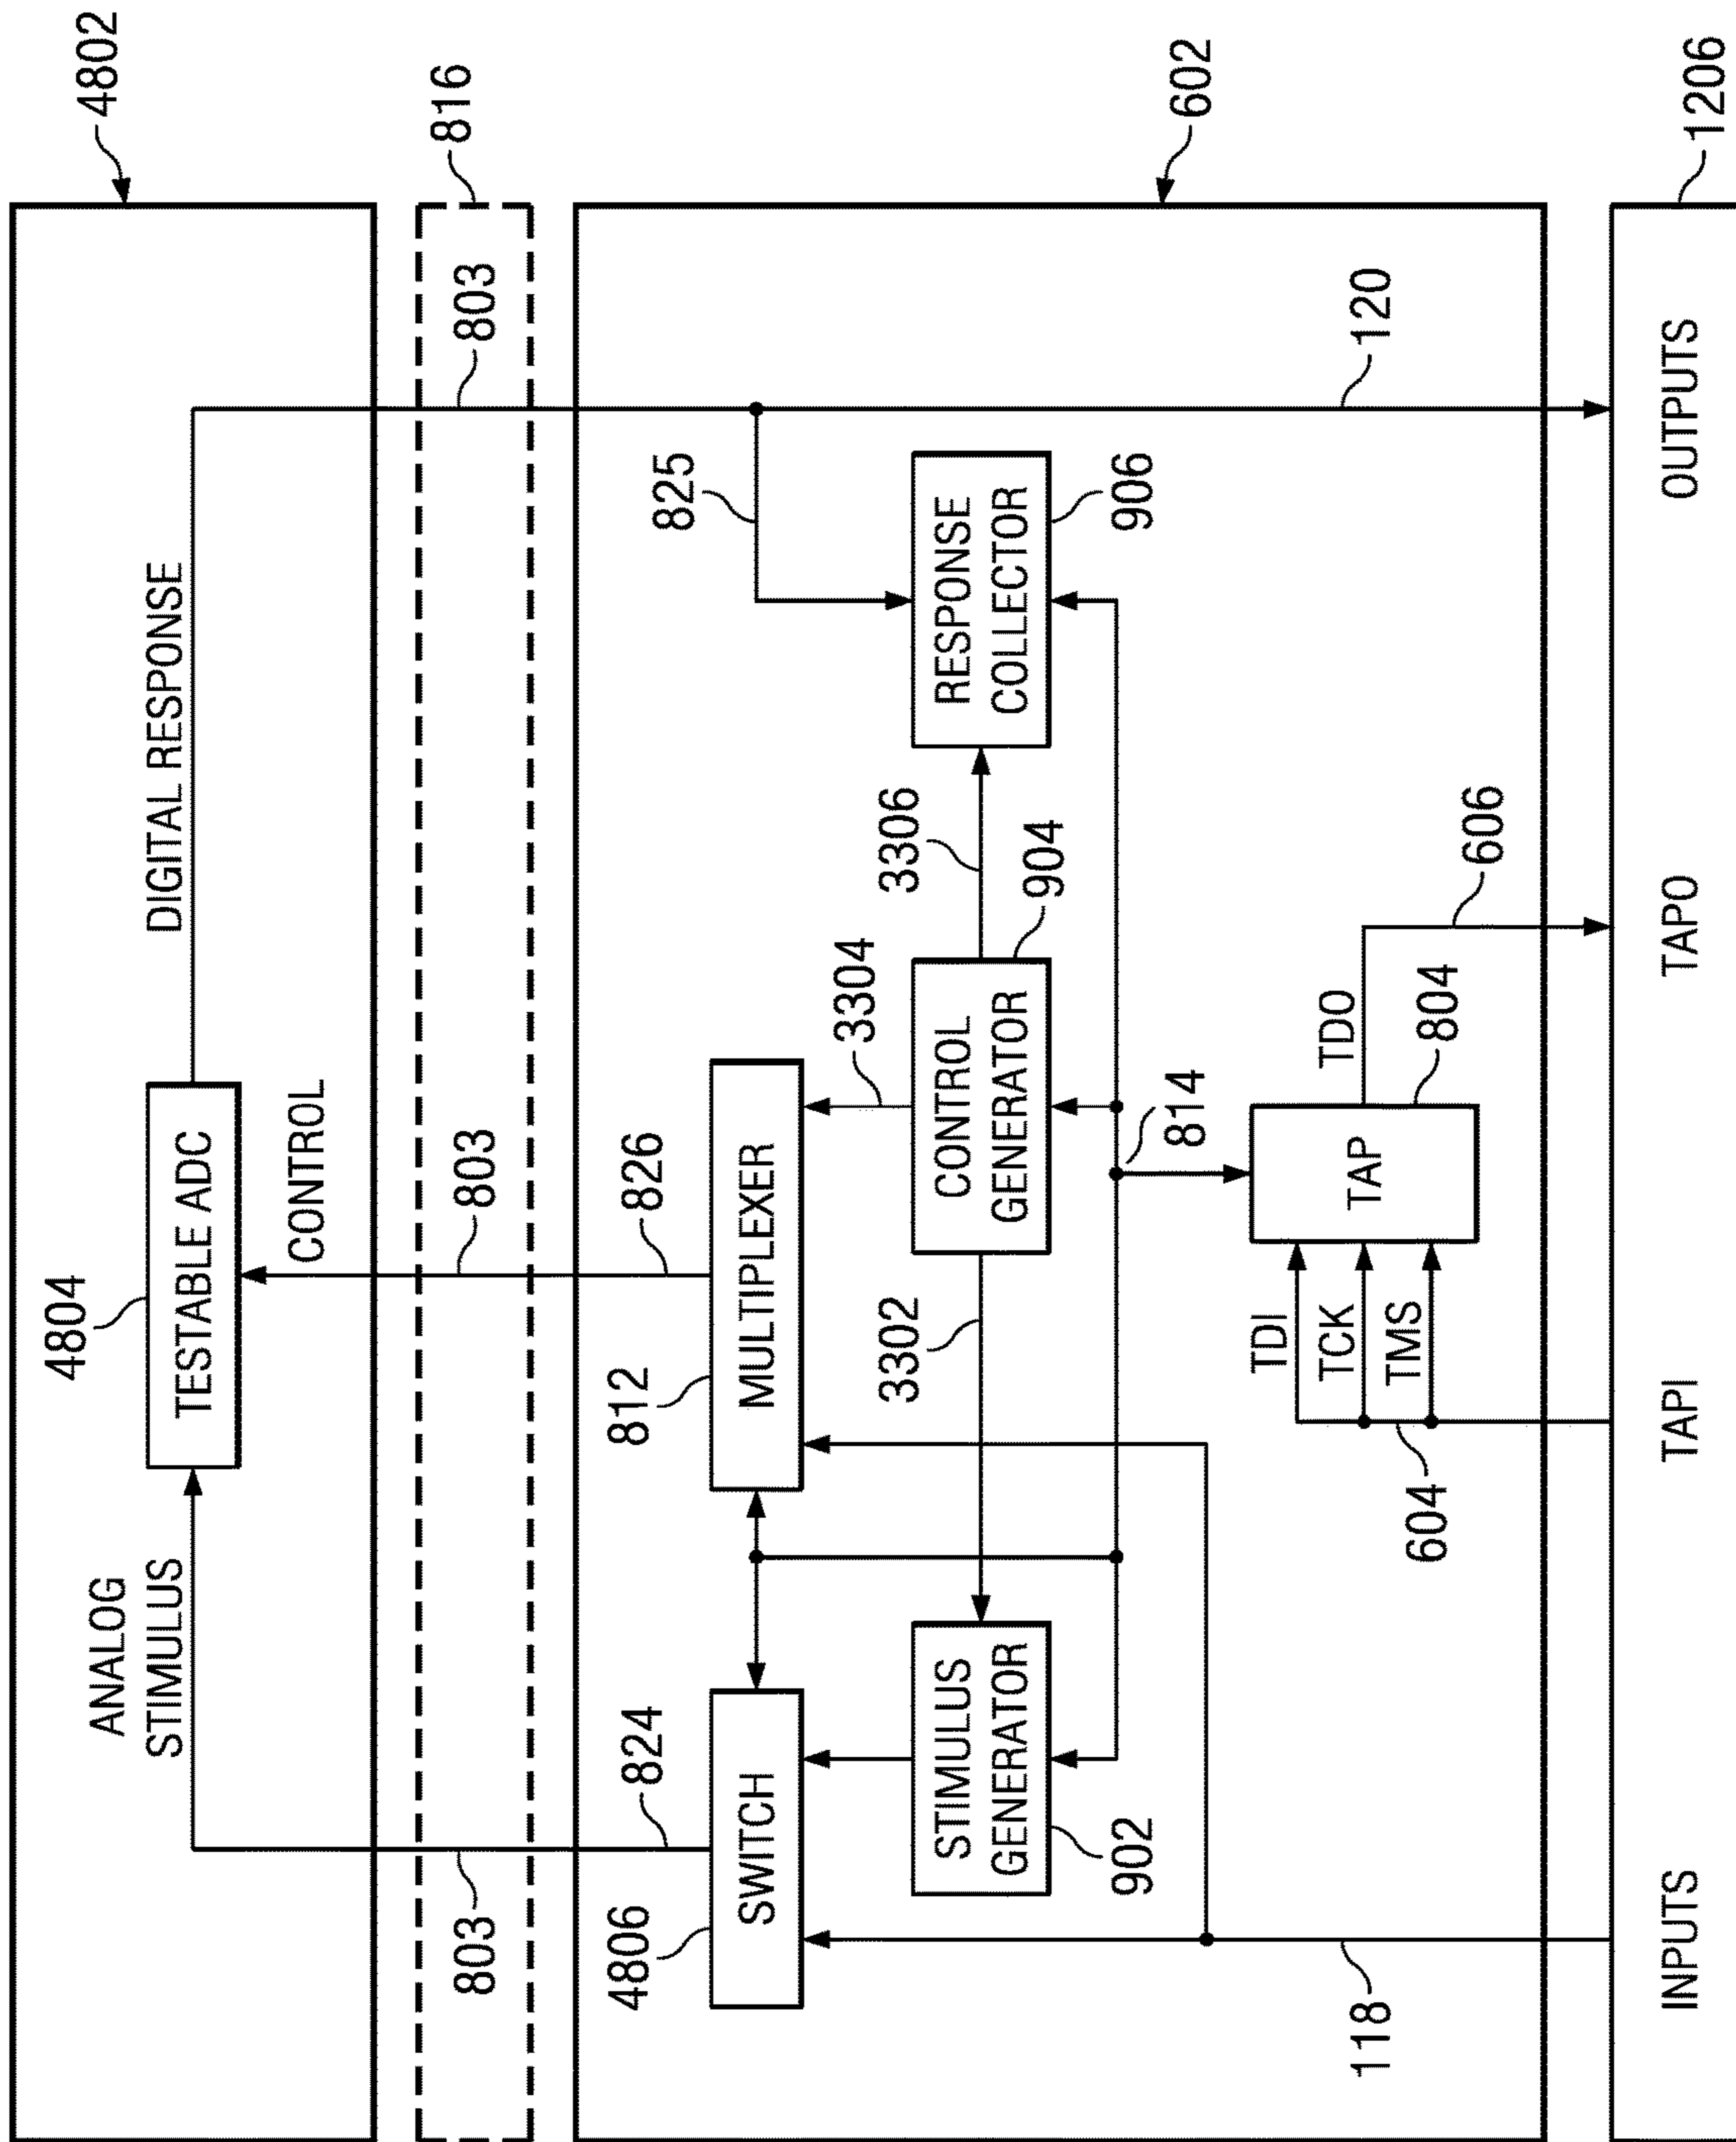 4802
816
602
1206
4804
TESTABLE ADC
ANALOG
STIMULUS
CONTROL
DIGITAL RESPONSE
803
803
803
824
826
825
4806
SWITCH
812
MULTIPLEXER
STIMULUS
GENERATOR
902
3302
CONTROL
GENERATOR
904
3304
3306
RESPONSE
COLLECTOR
906
814
TDI
TCK
TMS
604
TAP
804
TDO
606
118
120
INPUTS
TAPI
TAPO
OUTPUTS